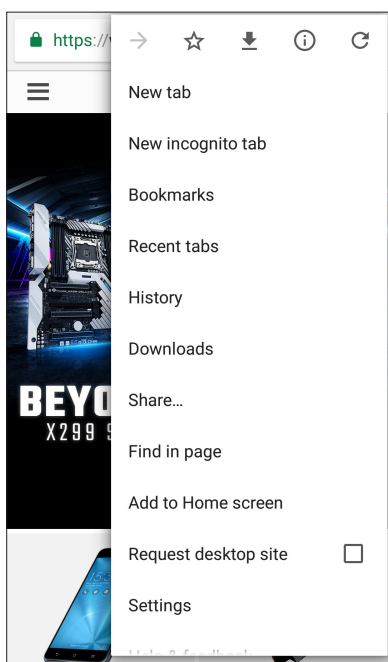 https://
New tab
New incognito tab
Bookmarks
Recent tabs
History
Downloads
Share...
Find in page
Add to Home screen
Request desktop site
Settings
BEYO
X299 S